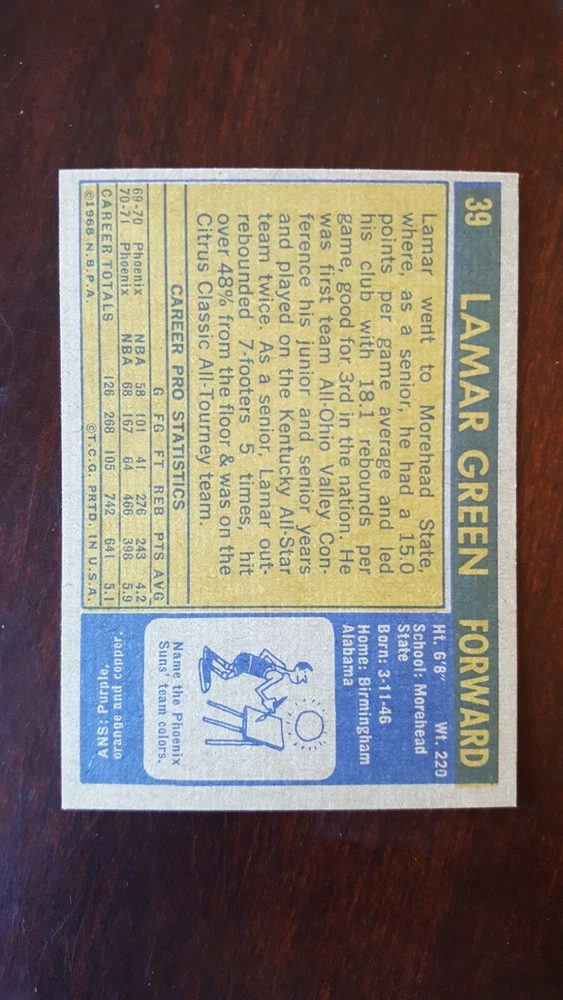 39 LAMAR GREEN FORWARD
Lamar went to Morehead State,
where, as a senior, he had a 15.0
points per game average and led
his club with 18.1 rebounds per
game, good for 3rd in the nation. He
was first team All-Ohio Valley Con-
ference his junior and senior years
and played on the Kentucky All-Star
team twice. As a senior, Lamar out-
rebounded 7-footers 5 times, hit
over 48% from the floor & was on the
Citrus Classic All-Tourney team.
CAREER PRO STATISTICS
G FG FT REB PTS AVG
69-70 Phoenix NBA 58 101 41 276 243 4.2
70-71 Phoenix NBA 68 167 64 466 398 5.9
CAREER TOTALS 126 268 105 742 641 5.1
©1968 N.B.P.A. ©T.C.G. PRTD. IN U.S.A.
Ht. 6'8" Wt. 220
School: Morehead
State
Born: 3-11-46
Home: Birmingham
Alabama
Name the Phoenix
Suns' team colors.
ANS: Purple,
orange and copper.